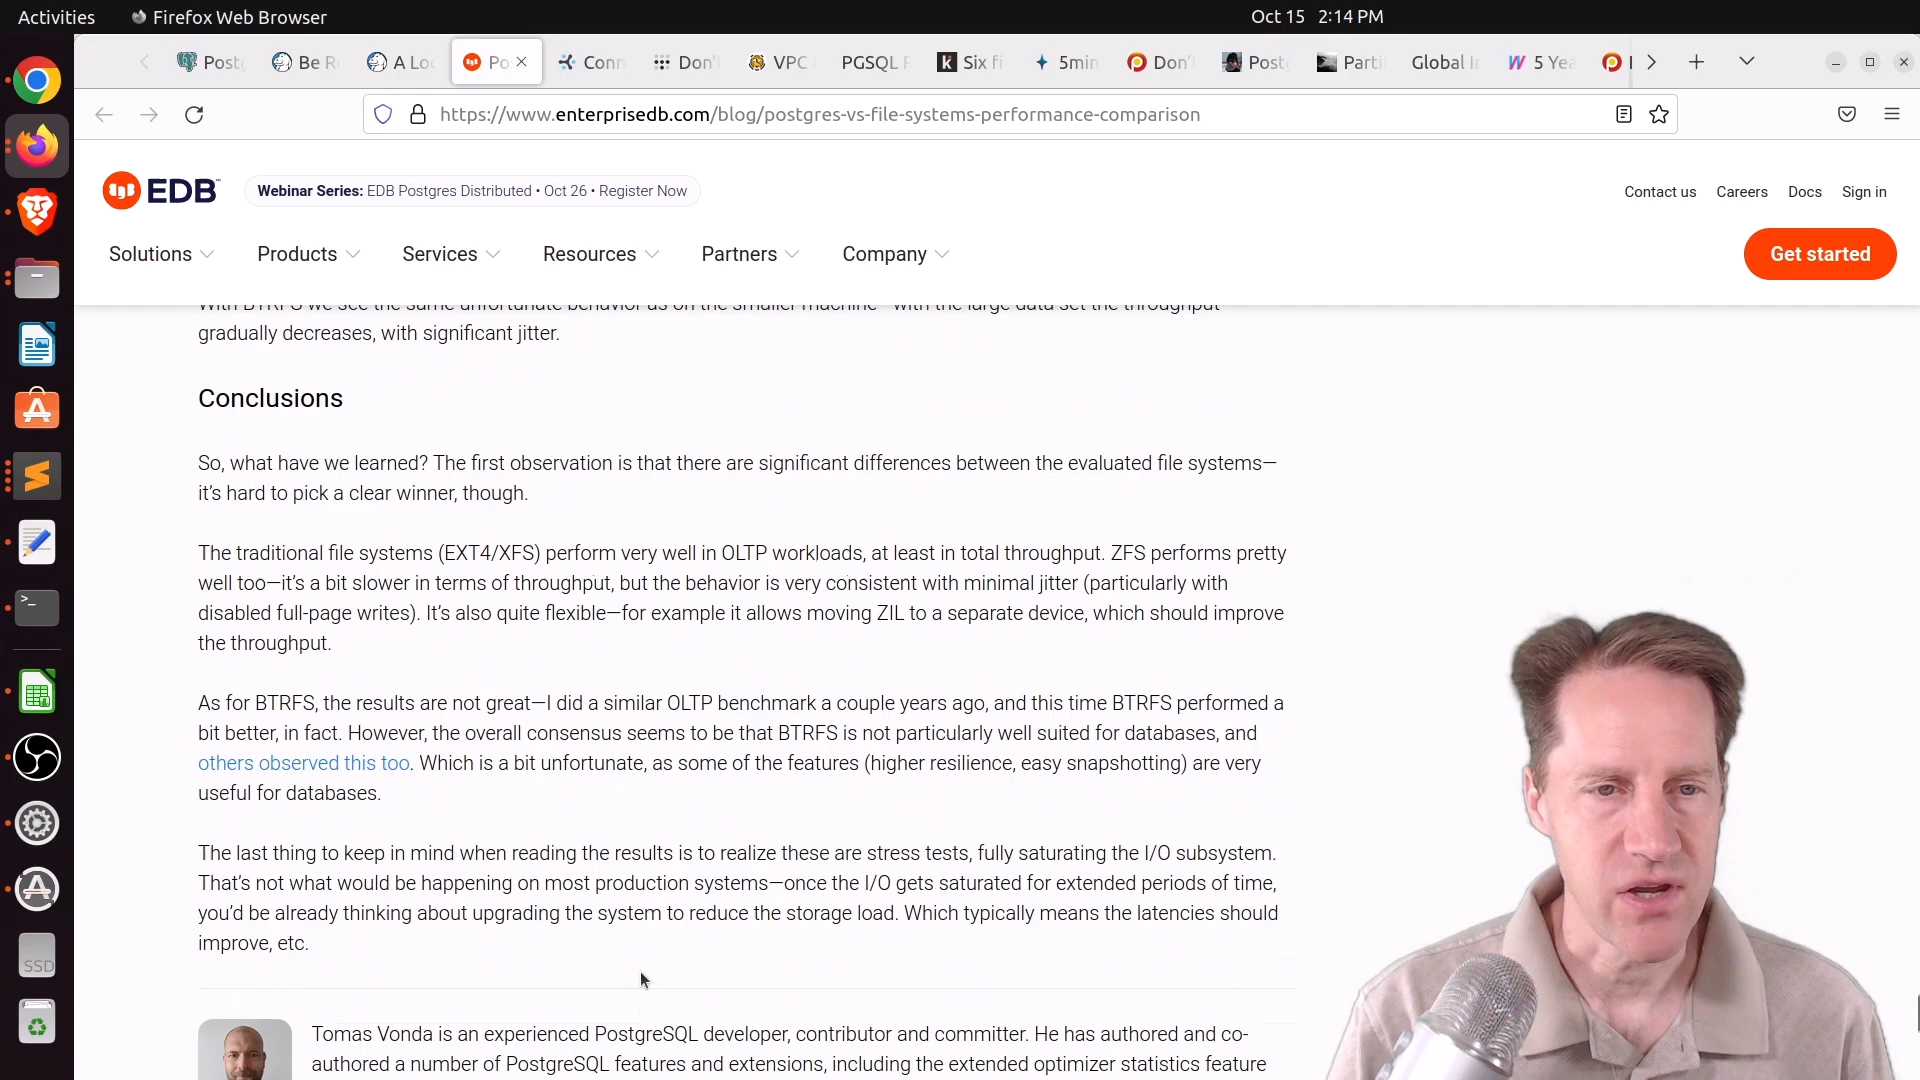 Activities
Firefox Web Browser
Oct 15 2:14 PM
Post
Be R
A Lo
Po
Conn
Don'
VPC
PGSQL
Six fi
5min
Don'
Post
Parti
Global I
5 Yea
https://www.enterprisedb.com/blog/postgres-vs-file-systems-performance-comparison
EDB
Webinar Series: EDB Postgres Distributed • Oct 26 • Register Now
Contact us
Careers
Docs
Sign in
Solutions
Products
Services
Resources
Partners
Company
Get started
With BTRFS we see the same unfortunate behavior as on the smaller machine—with the large data set the throughput
gradually decreases, with significant jitter.
Conclusions
So, what have we learned? The first observation is that there are significant differences between the evaluated file systems—
it's hard to pick a clear winner, though.
The traditional file systems (EXT4/XFS) perform very well in OLTP workloads, at least in total throughput. ZFS performs pretty
well too—it's a bit slower in terms of throughput, but the behavior is very consistent with minimal jitter (particularly with
disabled full-page writes). It's also quite flexible—for example it allows moving ZIL to a separate device, which should improve
the throughput.
As for BTRFS, the results are not great—I did a similar OLTP benchmark a couple years ago, and this time BTRFS performed a
bit better, in fact. However, the overall consensus seems to be that BTRFS is not particularly well suited for databases, and
others observed this too. Which is a bit unfortunate, as some of the features (higher resilience, easy snapshotting) are very
useful for databases.
The last thing to keep in mind when reading the results is to realize these are stress tests, fully saturating the I/O subsystem.
That's not what would be happening on most production systems—once the I/O gets saturated for extended periods of time,
you'd be already thinking about upgrading the system to reduce the storage load. Which typically means the latencies should
improve, etc.
SSD
Tomas Vonda is an experienced PostgreSQL developer, contributor and committer. He has authored and co-
authored a number of PostgreSQL features and extensions, including the extended optimizer statistics feature